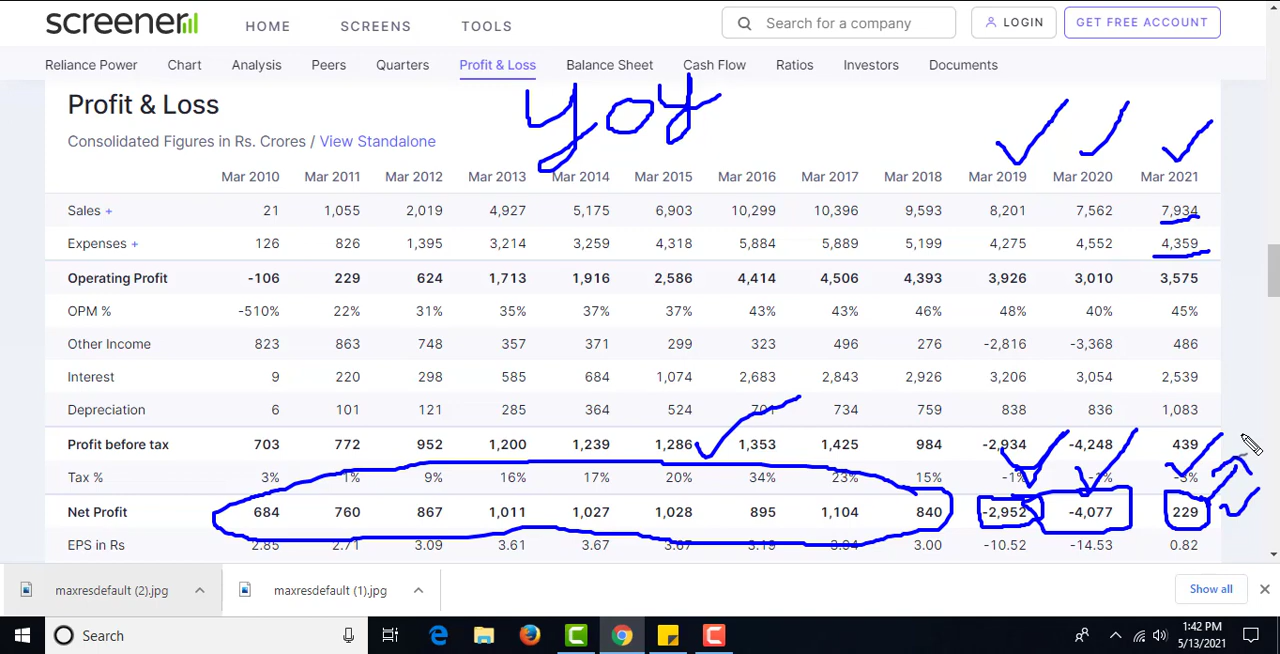 screener HOME SCREENS TOOLS Search for a company LOGIN GET FREE ACCOUNT
Reliance Power Chart Analysis Peers Quarters Profit & Loss Balance Sheet Cash Flow Ratios Investors Documents
Profit & Loss
yoy
Consolidated Figures in Rs. Crores / View Standalone
Mar 2010 Mar 2011 Mar 2012 Mar 2013 Mar 2014 Mar 2015 Mar 2016 Mar 2017 Mar 2018 Mar 2019 Mar 2020 Mar 2021
Sales + 21 1,055 2,019 4,927 5,175 6,903 10,299 10,396 9,593 8,201 7,562 7,934
Expenses + 126 826 1,395 3,214 3,259 4,318 5,884 5,889 5,199 4,275 4,552 4,359
Operating Profit -106 229 624 1,713 1,916 2,586 4,414 4,506 4,393 3,926 3,010 3,575
OPM % -510% 22% 31% 35% 37% 37% 43% 43% 46% 48% 40% 45%
Other Income 823 863 748 357 371 299 323 496 276 -2,816 -3,368 486
Interest 9 220 298 585 684 1,074 2,683 2,843 2,926 3,206 3,054 2,539
Depreciation 6 101 121 285 364 524 701 734 759 838 836 1,083
Profit before tax 703 772 952 1,200 1,239 1,286 1,353 1,425 984 -2,934 -4,248 439
Tax % 3% 1% 9% 16% 17% 20% 34% 23% 15% -1% -1%
Net Profit 684 760 867 1,011 1,027 1,028 895 1,104 840 -2,952 -4,077 229
EPS in Rs 2.85 2.71 3.09 3.61 3.67 3.67 3.19 3.94 3.00 -10.52 -14.53 0.82
maxresdefault (2).jpg maxresdefault (1).jpg Show all
Search 1:42 PM
5/13/2021